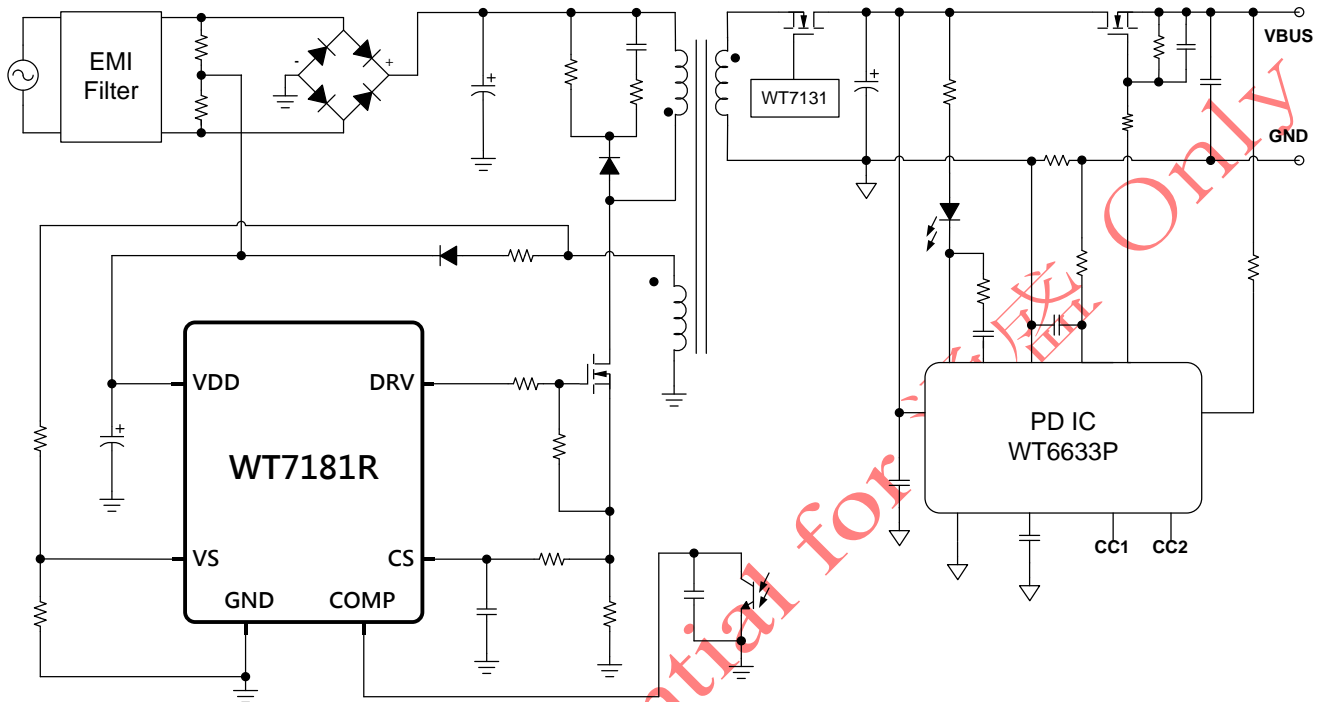 EMI
Filter
-
+
+
WT7131
+
VBUS
GND
VDD
DRV
+
WT7181R
VS
CS
GND
COMP
PD IC
WT6633P
CC1
CC2
ntial for
Only